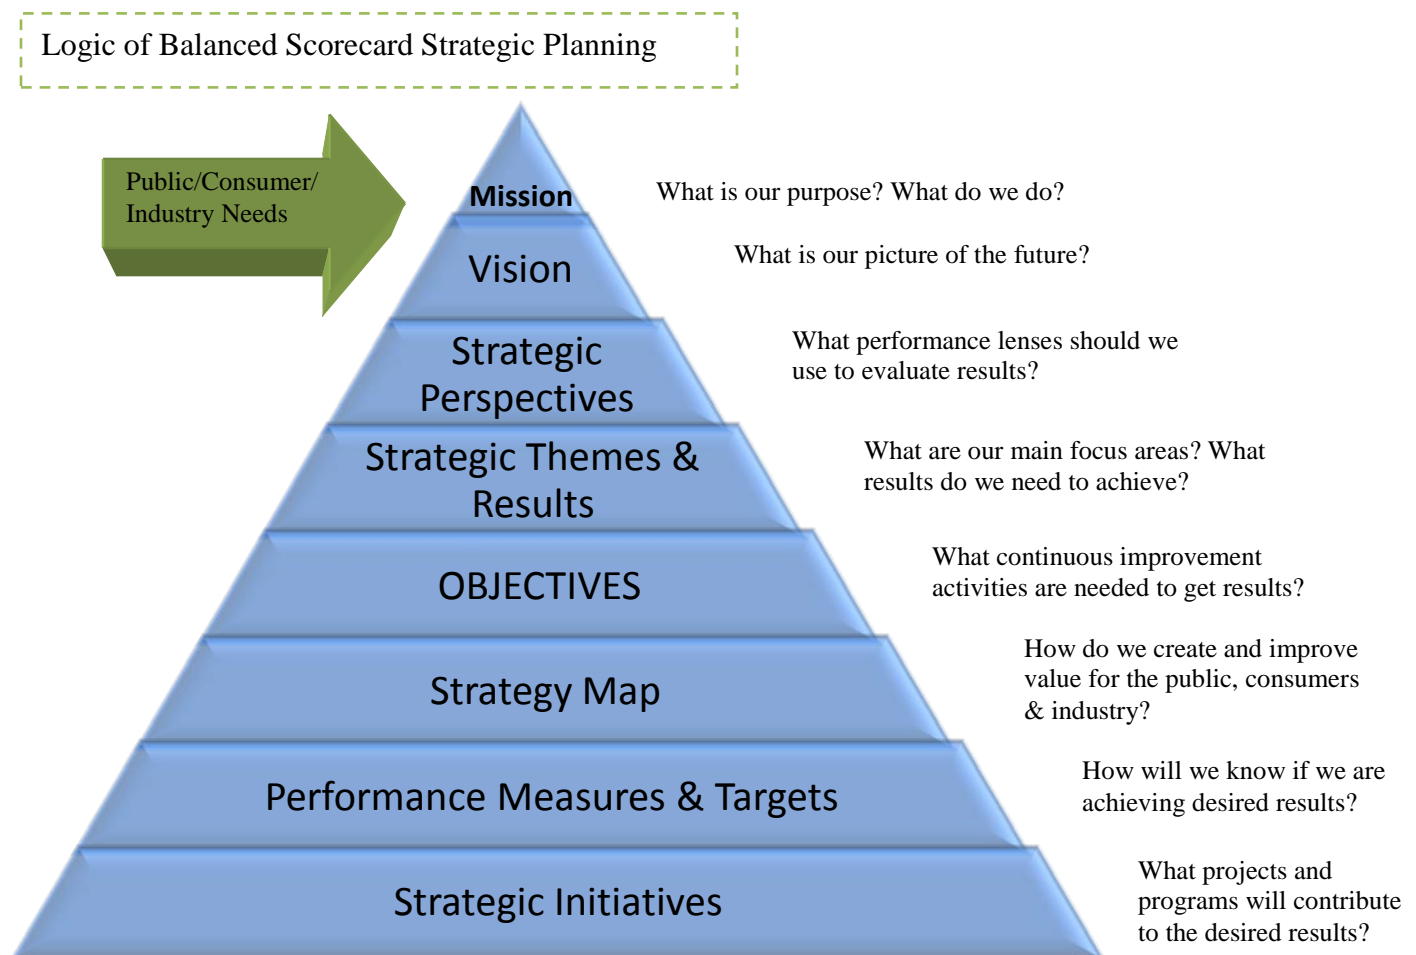 Logic of Balanced Scorecard Strategic Planning
Public/Consumer/
Industry Needs
Mission
What is our purpose? What do we do?
Vision
What is our picture of the future?
Strategic
Perspectives
What performance lenses should we
use to evaluate results?
Strategic Themes &
Results
What are our main focus areas? What
results do we need to achieve?
OBJECTIVES
What continuous improvement
activities are needed to get results?
Strategy Map
How do we create and improve
value for the public, consumers
& industry?
Performance Measures & Targets
How will we know if we are
achieving desired results?
Strategic Initiatives
What projects and
programs will contribute
to the desired results?